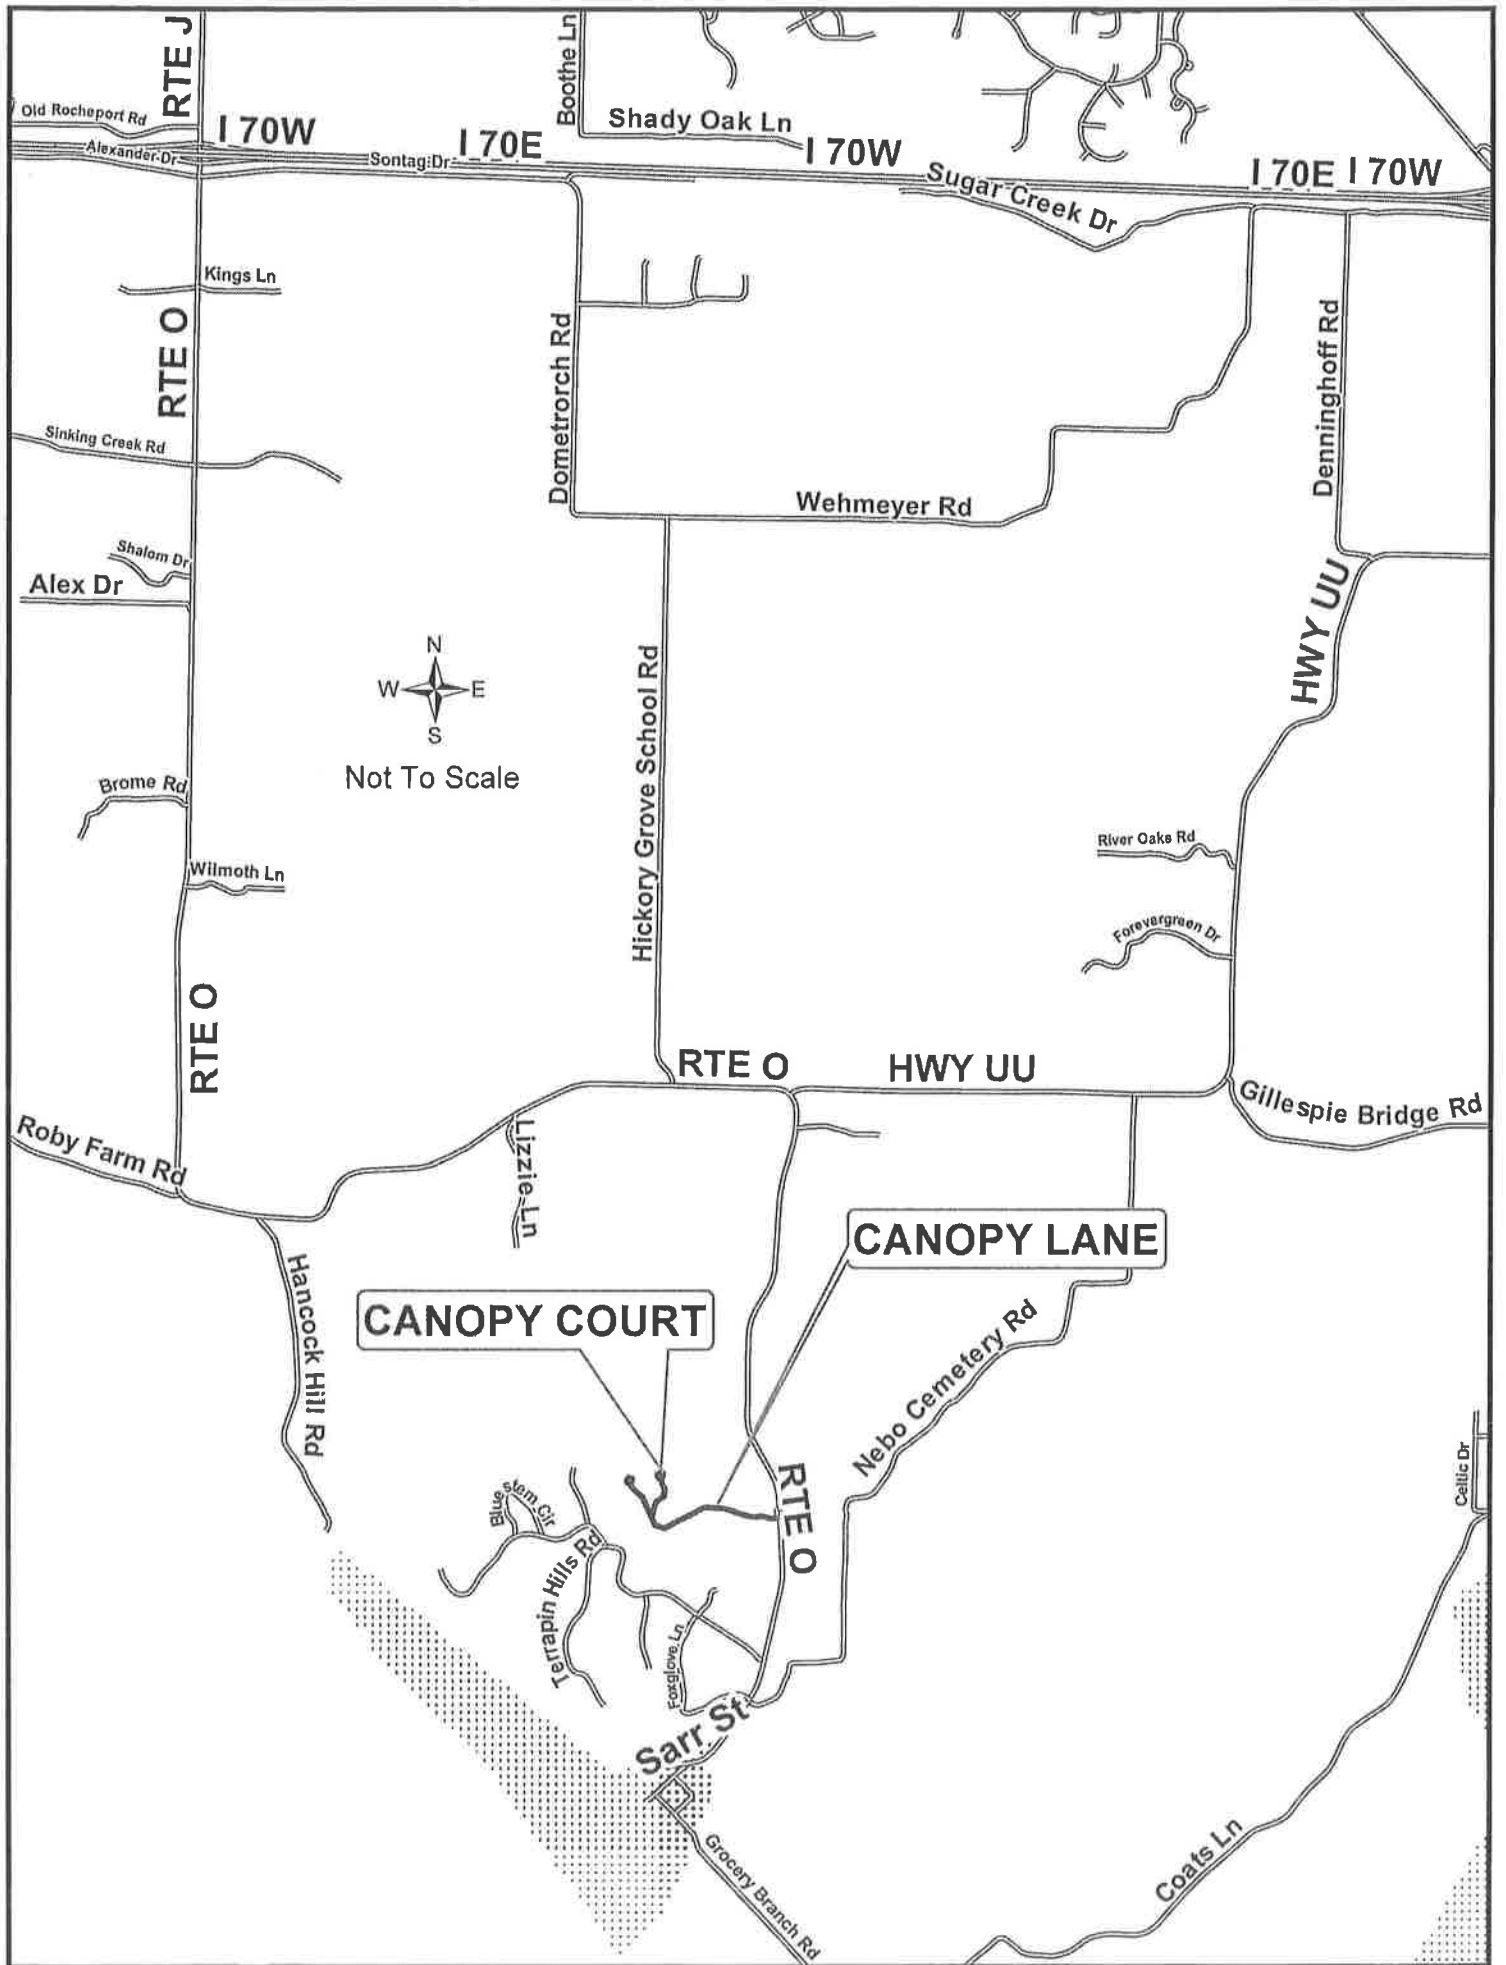 RTE J
Boothe Ln
Old Rocheport Rd
I 70W
Shady Oak Ln
Alexander Dr
Sontag Dr
I 70E
I 70W
Sugar Creek Dr
I 70E
I 70W
Kings Ln
RTE O
Dometrorch Rd
Denninghoff Rd
Sinking Creek Rd
Wehmeyer Rd
Shalom Dr
Alex Dr
HWY UU
N
W
E
S
Not To Scale
Hickory Grove School Rd
Brome Rd
River Oaks Rd
Wilmoth Ln
Forevergreen Dr
RTE O
RTE O
HWY UU
Gillespie Bridge Rd
Roby Farm Rd
Lizzie Ln
CANOPY LANE
Hancock Hill Rd
CANOPY COURT
Nebo Cemetery Rd
Celtic Dr
RTE O
Blue stem Cir
Terrapin Hills Rd
Foxglove Ln
Sarr St
Grocery Branch Rd
Coats Ln